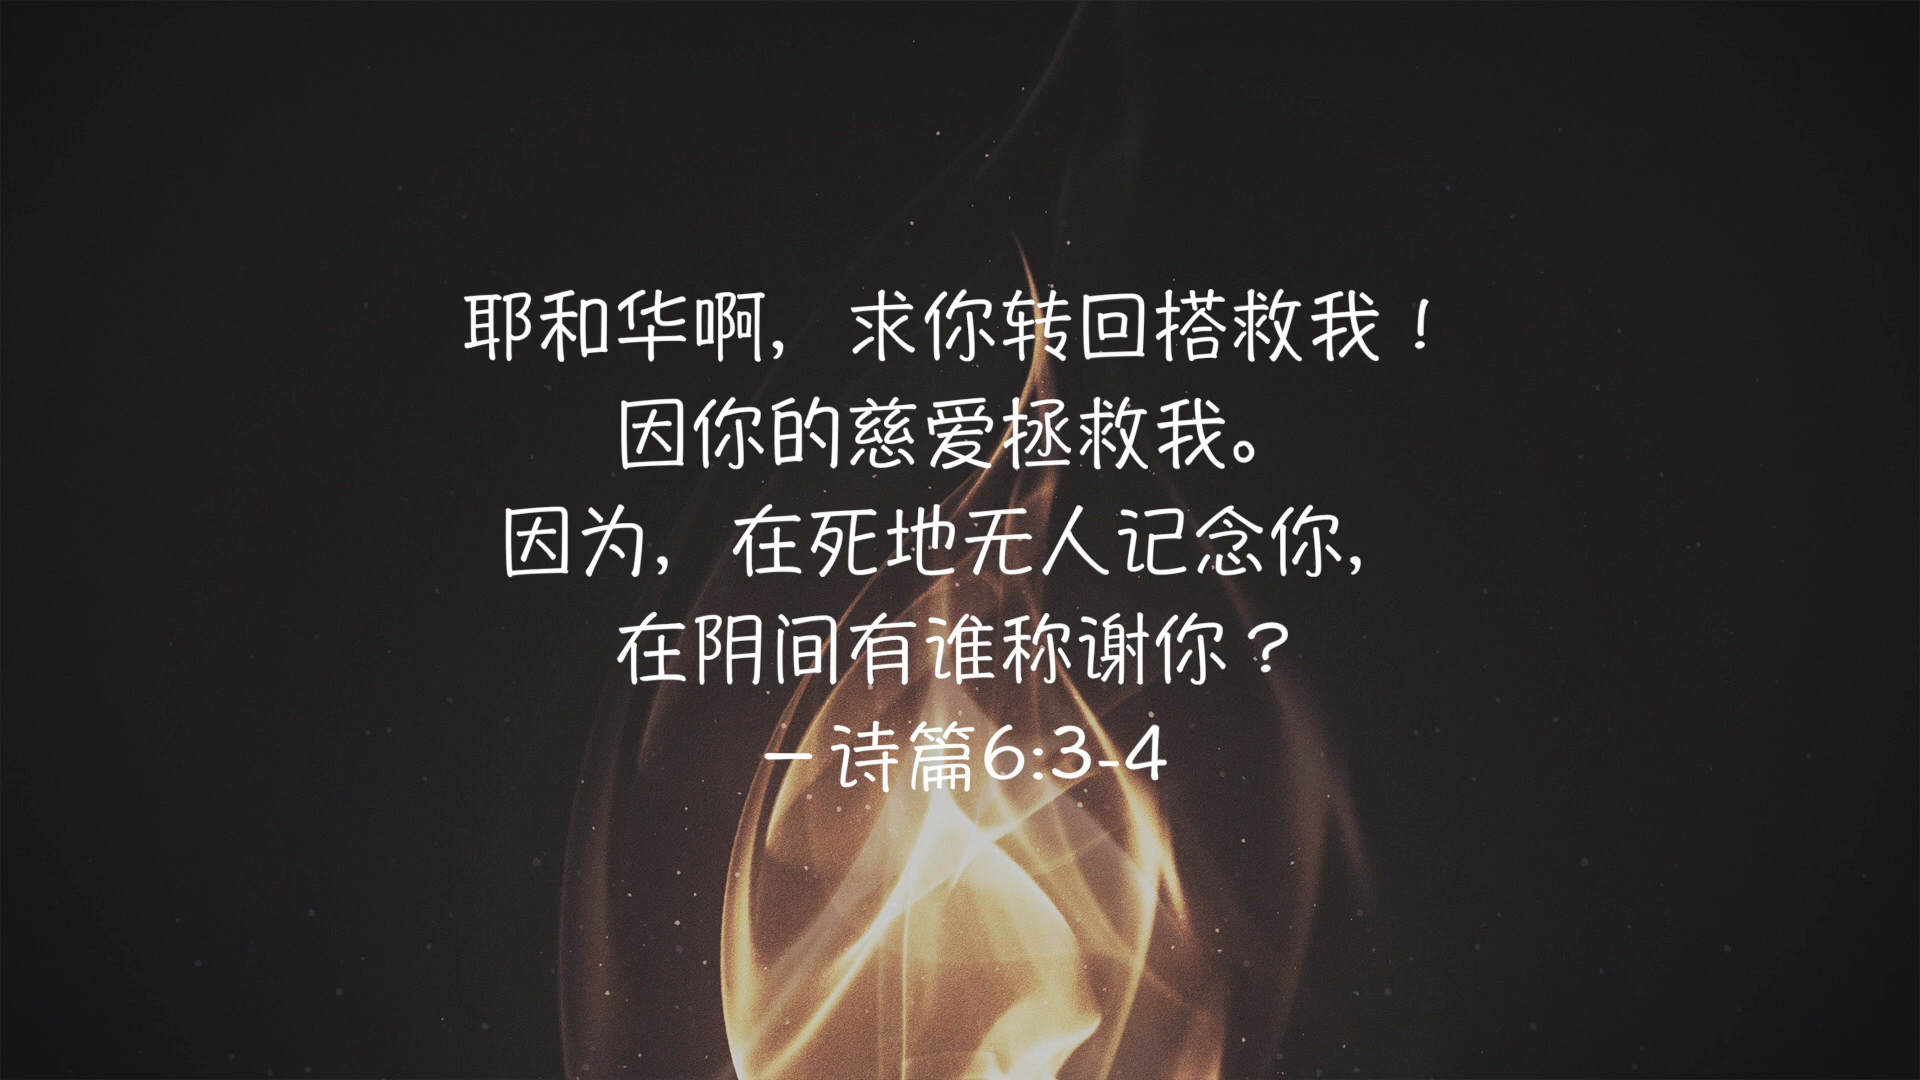 耶和华啊，求你转回搭救我！
因你的慈爱拯救我。
因为，在死地无人记念你,
在阴间有谁称谢你？
– 诗篇6:3-4